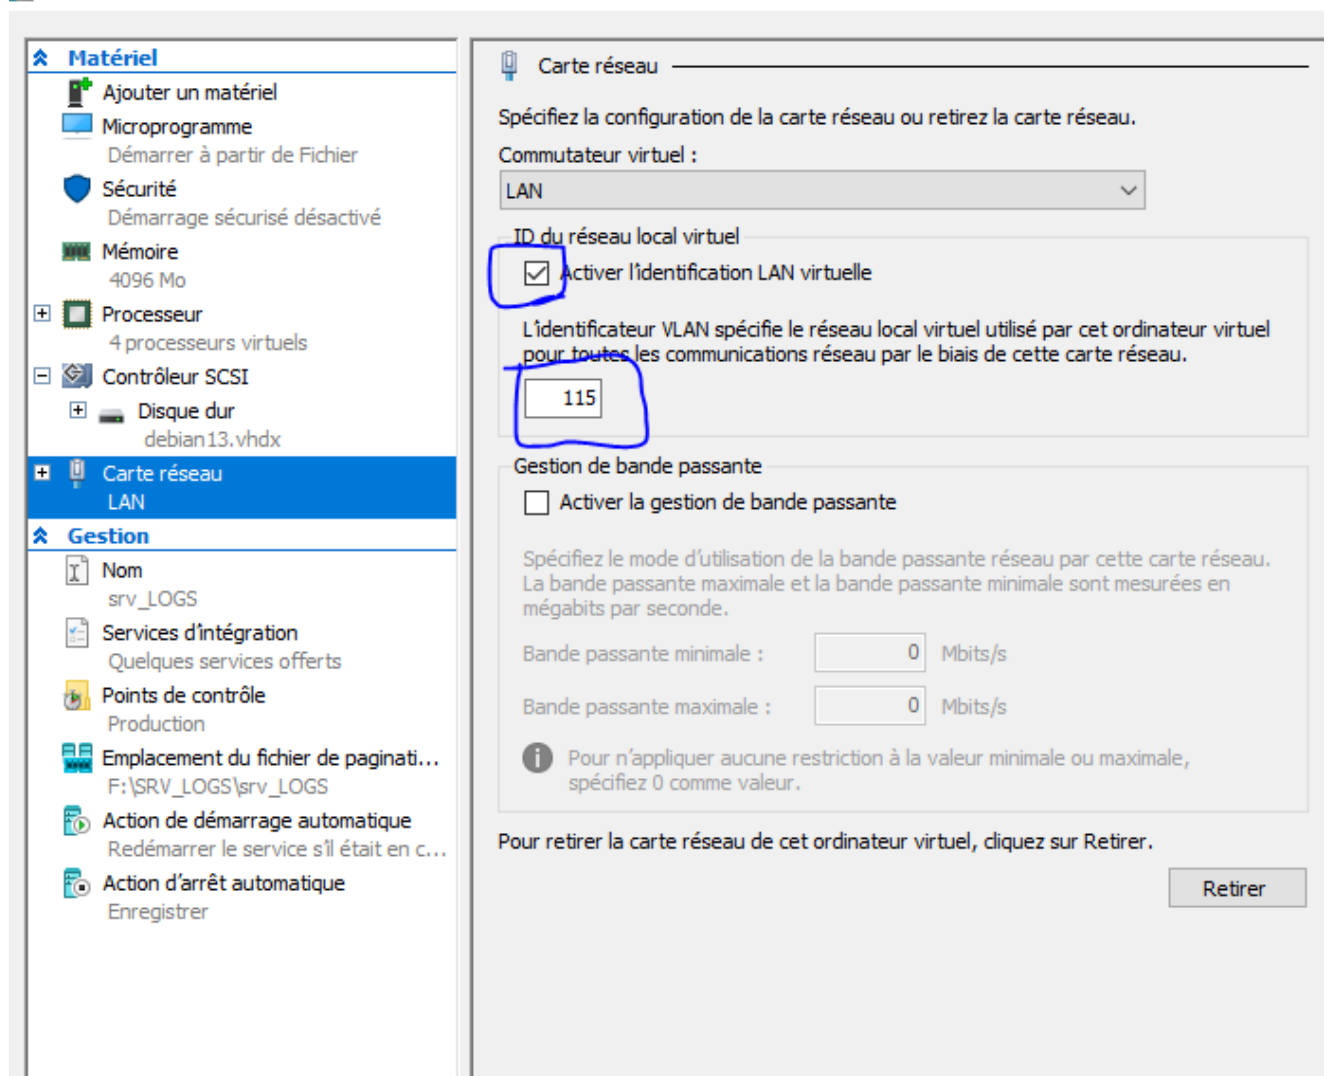 Matériel
Ajouter un matériel
Microprogramme
Démarrer à partir de Fichier
Sécurité
Démarrage sécurisé désactivé
Mémoire
4096 Mo
Processeur
4 processeurs virtuels
Contrôleur SCSI
Disque dur
debian13.vhdx
Carte réseau
LAN
Gestion
Nom
srv_LOGS
Services d'intégration
Quelques services offerts
Points de contrôle
Production
Emplacement du fichier de paginati...
F:\SRV_LOGS\srv_LOGS
Action de démarrage automatique
Redémarrer le service s'il était en c...
Action d'arrêt automatique
Enregistrer
Carte réseau
Spécifiez la configuration de la carte réseau ou retirez la carte réseau.
Commutateur virtuel :
LAN
ID du réseau local virtuel
Activer l'identification LAN virtuelle
L'identificateur VLAN spécifie le réseau local virtuel utilisé par cet ordinateur virtuel
pour toutes les communications réseau par le biais de cette carte réseau.
115
Gestion de bande passante
Activer la gestion de bande passante
Spécifiez le mode d'utilisation de la bande passante réseau par cette carte réseau.
La bande passante maximale et la bande passante minimale sont mesurées en
mégabits par seconde.
Bande passante minimale : 0 Mbits/s
Bande passante maximale : 0 Mbits/s
Pour n'appliquer aucune restriction à la valeur minimale ou maximale,
spécifiez 0 comme valeur.
Pour retirer la carte réseau de cet ordinateur virtuel, cliquez sur Retirer.
Retirer